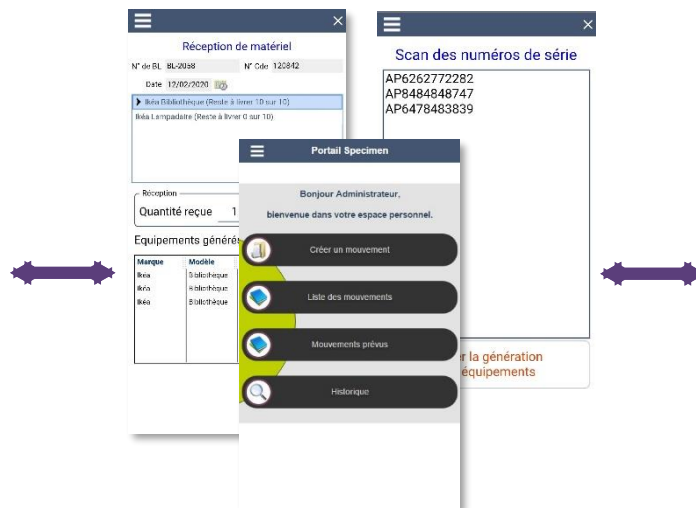 Réception de matériel
N° de BL BL-2058 N° Cde 120842
Date 12/02/2020
Ikéa Bibliothèque (Reste à livrer 10 sur 10)
Ikéa Lampadaire (Reste à livrer 0 sur 10)
Réception
Quantité reçue 1
Equipements générés
Marque Modèle
Ikéa Bibliothèque
Ikéa Bibliothèque
Ikéa Bibliothèque
Portail Specimen
Bonjour Administrateur,
bienvenue dans votre espace personnel.
Créer un mouvement
Liste des mouvements
Mouvements prévus
Historique
Scan des numéros de série
AP6262772282
AP8484848747
AP6478483839
la génération
équipements